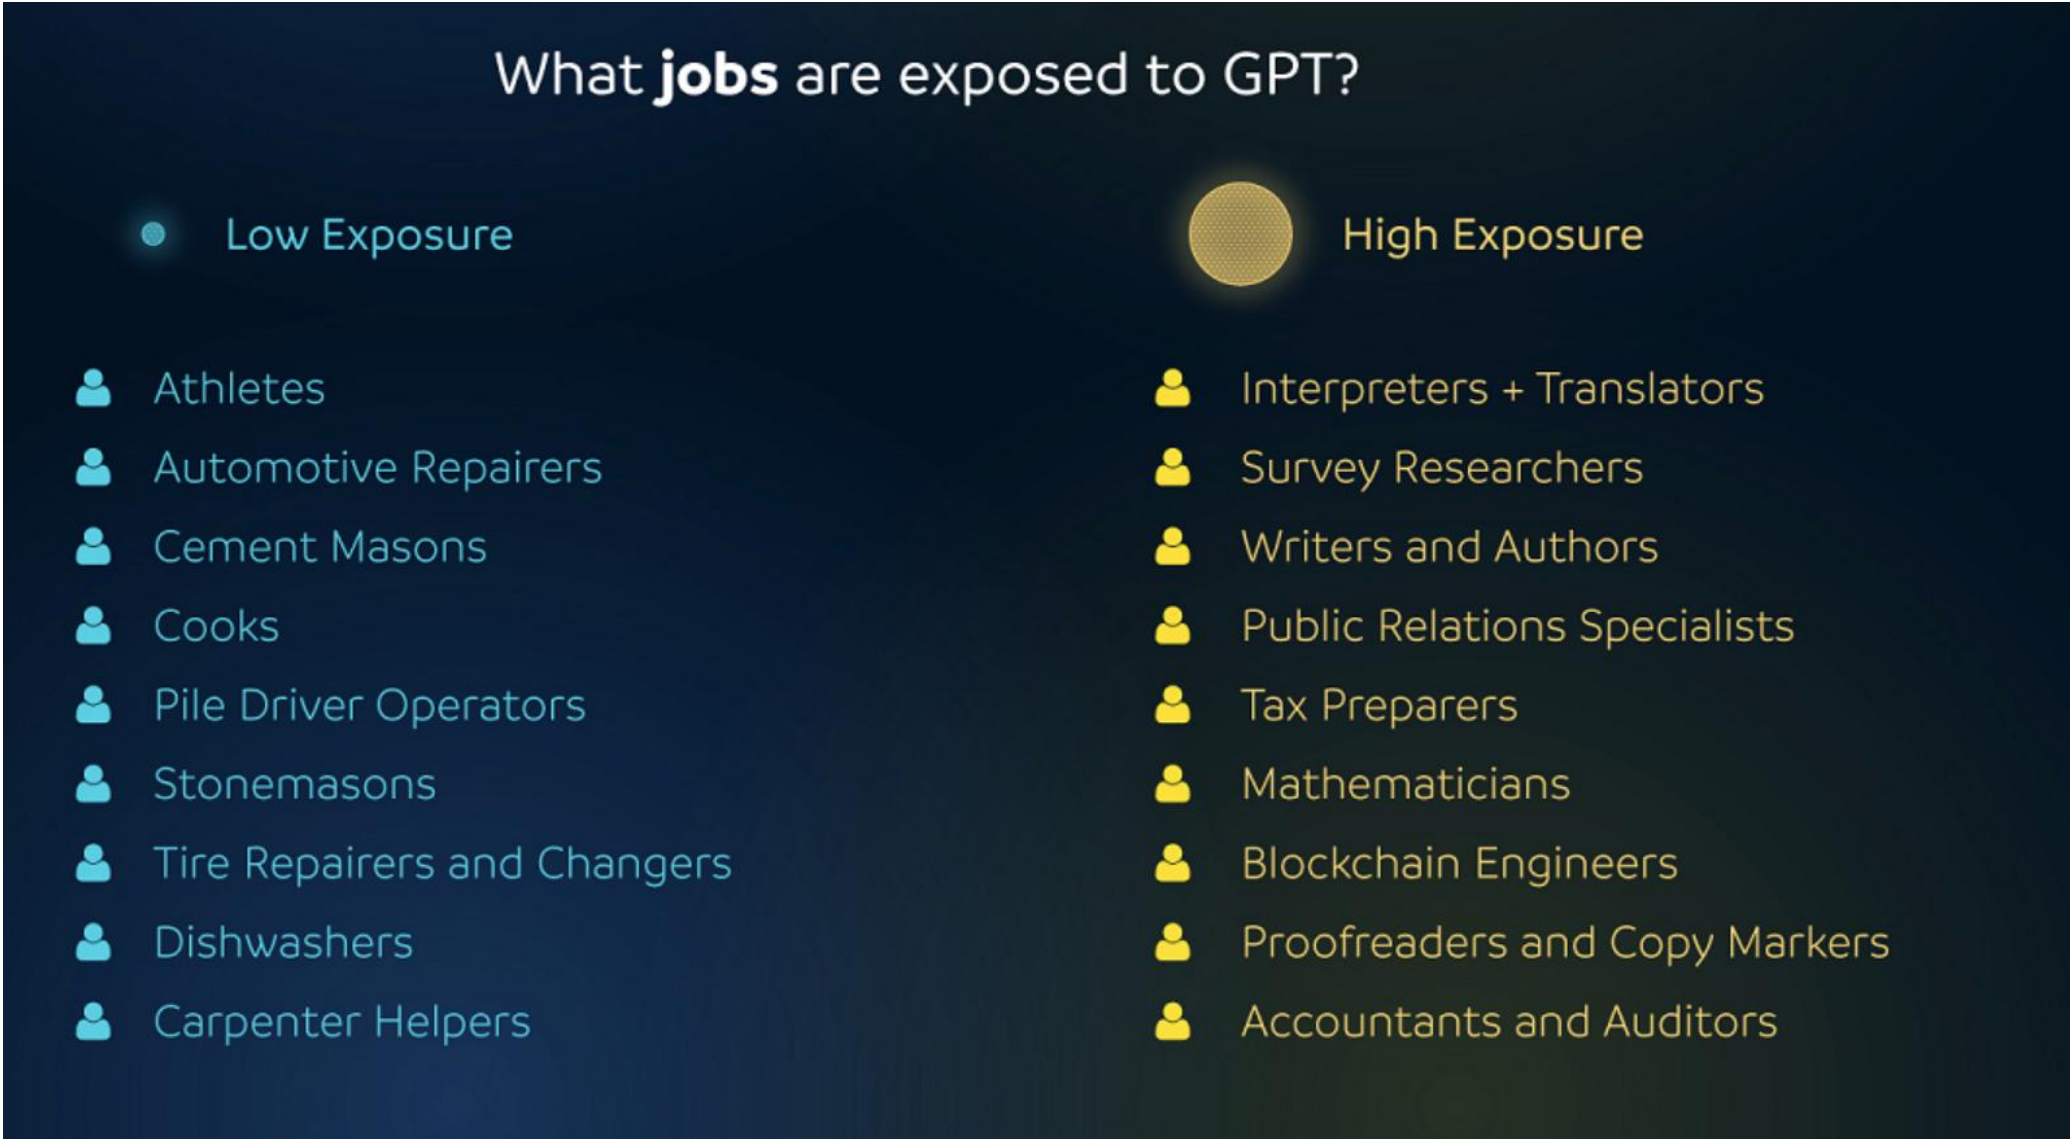 What jobs are exposed to GPT?
Low Exposure
Athletes
Automotive Repairers
Cement Masons
Cooks
Pile Driver Operators
Stonemasons
Tire Repairers and Changers
Dishwashers
Carpenter Helpers
High Exposure
Interpreters + Translators
Survey Researchers
Writers and Authors
Public Relations Specialists
Tax Preparers
Mathematicians
Blockchain Engineers
Proofreaders and Copy Markers
Accountants and Auditors